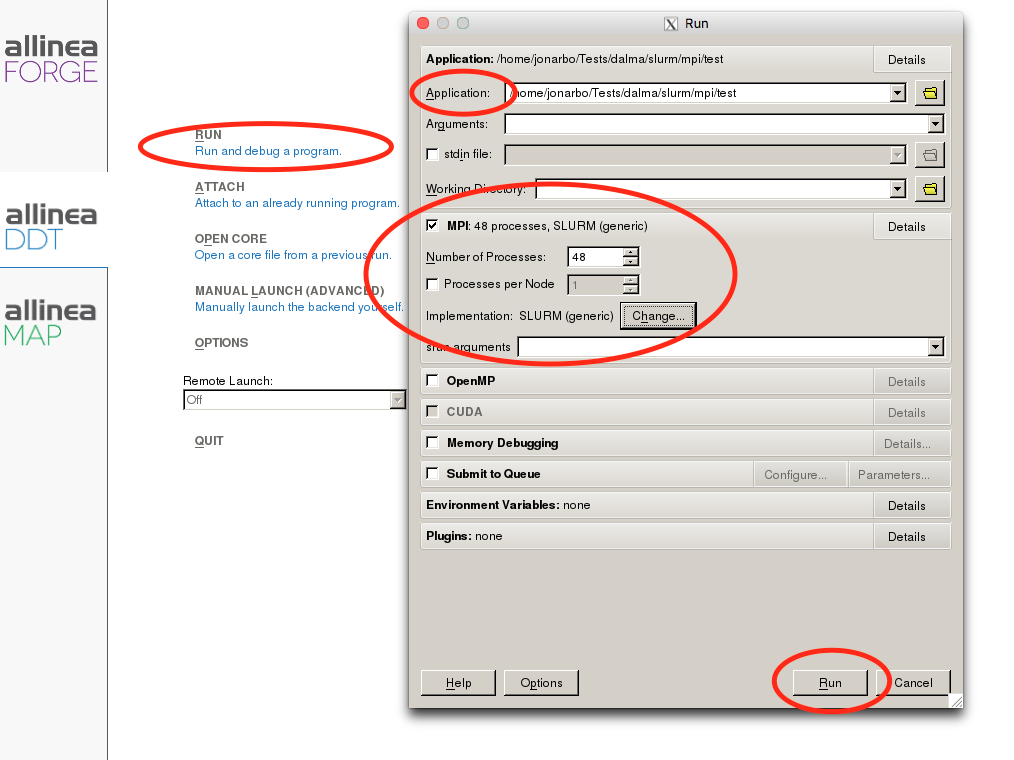 allinea
FORGE
allinea
DDT
allinea
MAP
RUN
Run and debug a program.
ATTACH
Attach to an already running program.
OPEN CORE
Open a core file from a previous run.
MANUAL LAUNCH (ADVANCED)
Manually launch the backend yourself.
OPTIONS
Remote Launch:
Off
QUIT
X Run
Application: /home/jonarbo/Tests/dalma/slurm/mpi/test Details
Application: /home/jonarbo/Tests/dalma/slurm/mpi/test
Arguments:
stdin file:
Working Directory:
MPI: 48 processes, SLURM (generic) Details
Number of Processes: 48
Processes per Node 1
Implementation: SLURM (generic) Change...
srun arguments
OpenMP Details
CUDA Details
Memory Debugging Details...
Submit to Queue Configure... Parameters...
Environment Variables: none Details
Plugins: none Details
Help Options Run Cancel